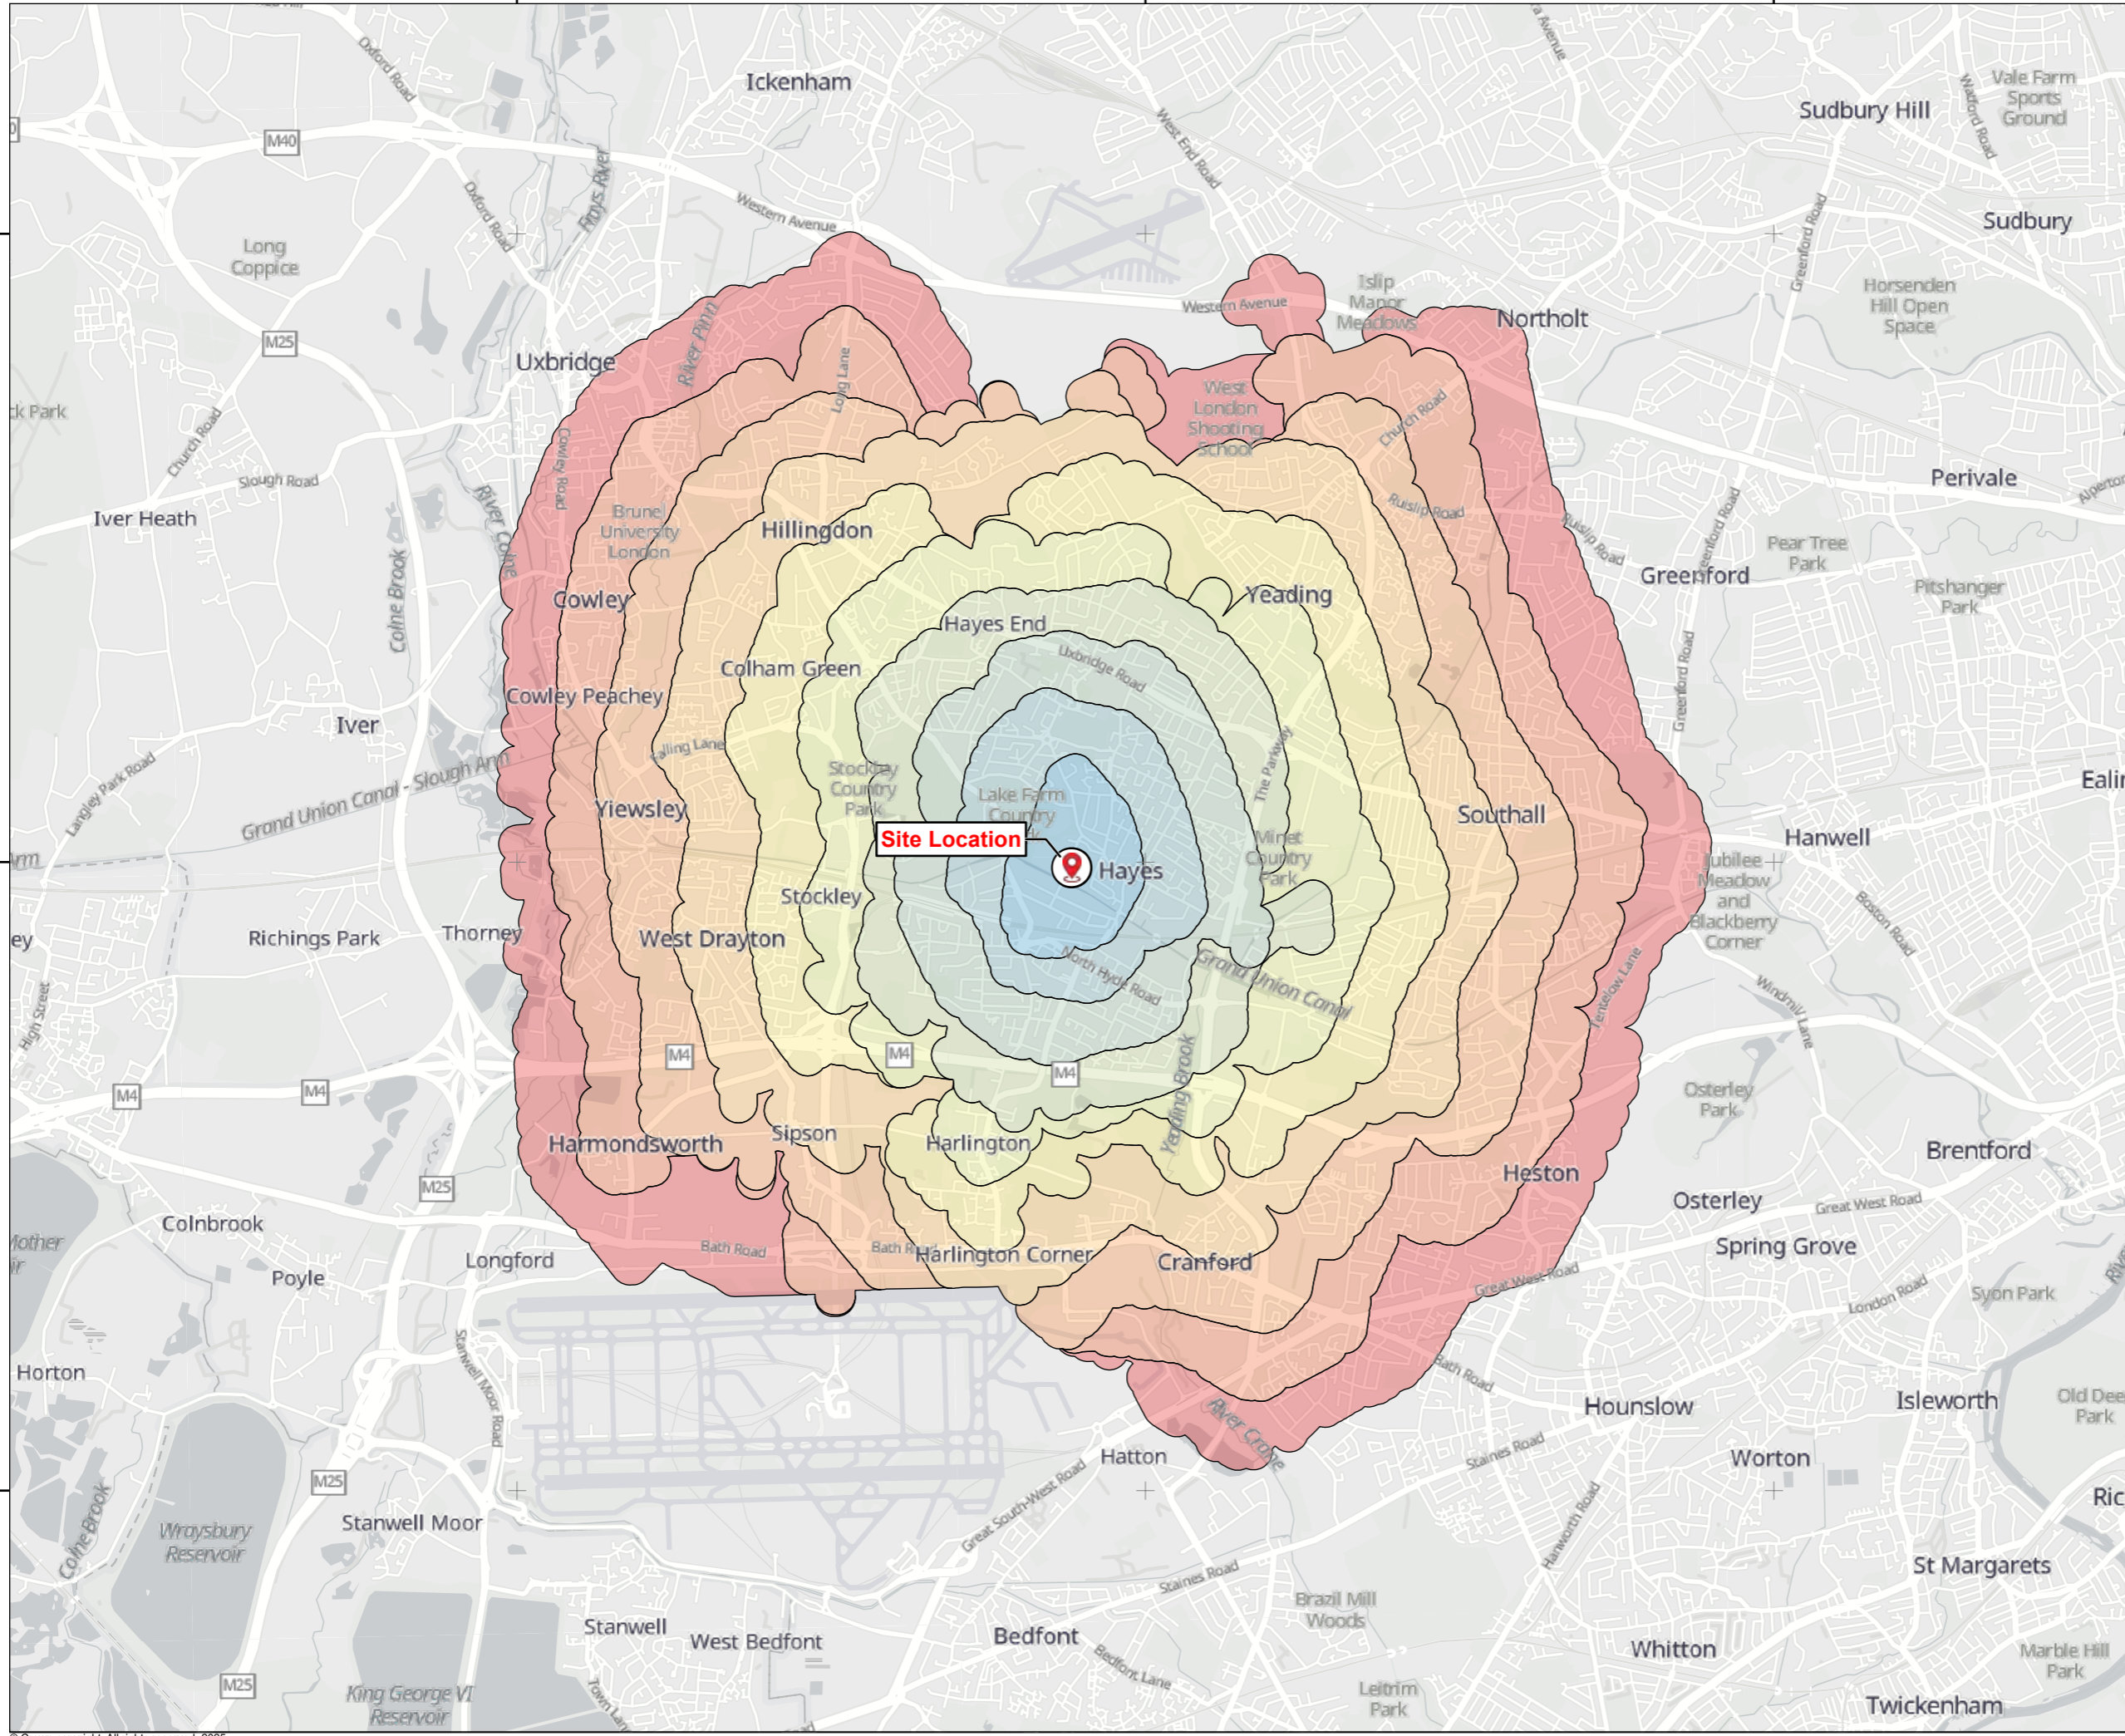 Oxford Road
Ickenham
Sudbury Hill
Vale Farm
Sports
Ground
Watford Road
M40
West End Road
Frays River
Oxford Road
Western Avenue
Greenford Road
Sudbury
Long
Coppice
Western Avenue
Islip
Manor
Meadows
Northolt
Horsenden
Hill Open
Space
M25
River Pinn
Uxbridge
Long Lane
West
London
Shooting
School
Church Road
Church Road
Cowley Road
Slough Road
Perivale
Iver Heath
River Colne
Brunel
University
London
Hillingdon
Ruislip Road
Ruislip Road
Greenford Road
Pear Tree
Park
Greenford
Pitshanger
Park
Colne Brook
Cowley
Yeading
Hayes End
Uxbridge Road
Colham Green
Greenford Road
Cowley Peachey
Iver
Falling Lane
The Parkway
Langley Park Road
Grand Union Canal - Slough Arm
Stockley
Country
Park
Lake Farm
Country
Yiewsley
Southall
Hanwell
Site Location
Minet
Country
Park
Hayes
Jubilee
Meadow
and
Blackberry
Corner
Stockley
Boston Road
Richings Park
Thorney
West Drayton
North Hyde Road
Grand Union Canal
Tentelow Lane
Windmill Lane
High Street
M4
M4
M4
M4
M4
Yeading Brook
Osterley
Park
Harmondsworth
Sipson
Harlington
Brentford
Heston
M25
Osterley
Great West Road
Colnbrook
Longford
Bath Road
Harlington Corner
Cranford
Spring Grove
Poyle
Great West Road
London Road
Syon Park
Horton
Stanwell Moor Road
Bath Road
River Crane
Hounslow
Isleworth
Park
Hatton
Staines Road
Worton
M25
Great South-West Road
Hanworth Road
Colne Brook
Wraysbury
Reservoir
Stanwell Moor
St Margarets
Staines Road
Brazil Mill
Woods
Stanwell
West Bedfont
Bedfont
Bedfont Lane
Whitton
Marble Hill
Park
M25
King George VI
Reservoir
Leitrim
Park
Twickenham